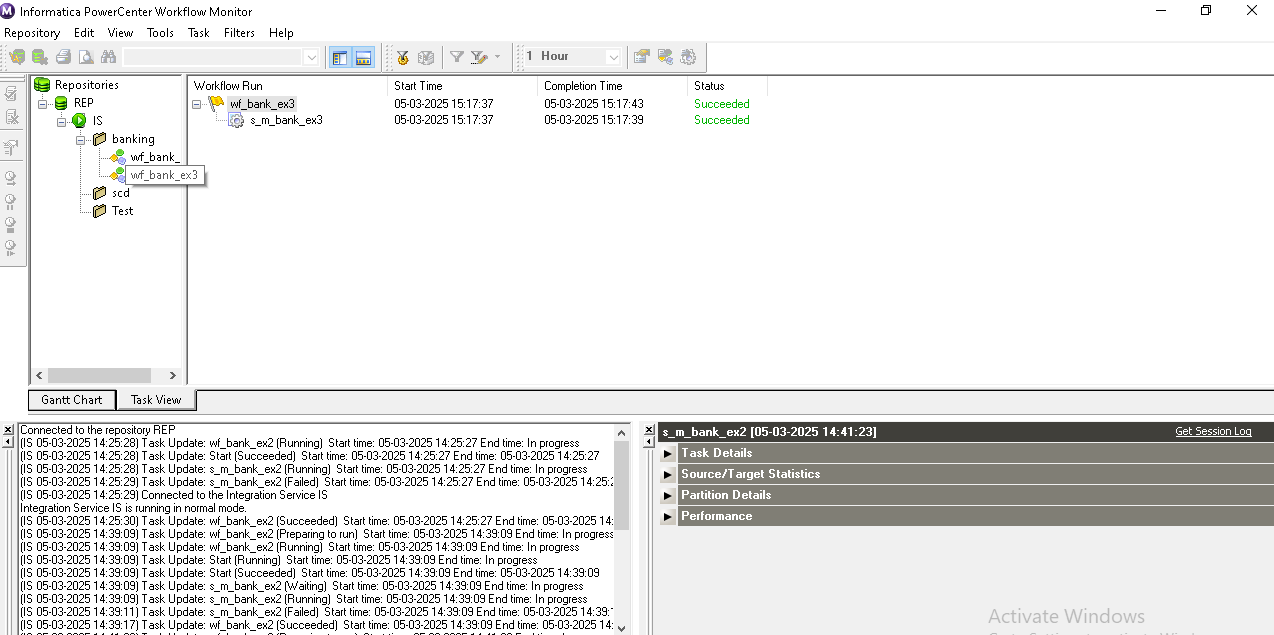 Informatica PowerCenter Workflow Monitor
Repository Edit View Tools Task Filters Help
1 Hour
Repositories
REP
IS
banking
wf_bank_
wf_bank_ex3
scd
Test
Workflow Run Start Time Completion Time Status
wf_bank_ex3 05-03-2025 15:17:37 05-03-2025 15:17:43 Succeeded
s_m_bank_ex3 05-03-2025 15:17:37 05-03-2025 15:17:39 Succeeded
Gantt Chart Task View
Connected to the repository REP
(IS 05-03-2025 14:25:28) Task Update: wf_bank_ex2 (Running) Start time: 05-03-2025 14:25:27 End time: In progress
(IS 05-03-2025 14:25:28) Task Update: Start (Succeeded) Start time: 05-03-2025 14:25:27 End time: 05-03-2025 14:25:27
(IS 05-03-2025 14:25:28) Task Update: s_m_bank_ex2 (Running) Start time: 05-03-2025 14:25:27 End time: In progress
(IS 05-03-2025 14:25:29) Task Update: s_m_bank_ex2 (Failed) Start time: 05-03-2025 14:25:27 End time: 05-03-2025 14:25:2
(IS 05-03-2025 14:25:29) Connected to the Integration Service IS
Integration Service IS is running in normal mode.
(IS 05-03-2025 14:25:30) Task Update: wf_bank_ex2 (Succeeded) Start time: 05-03-2025 14:25:27 End time: 05-03-2025 14:
(IS 05-03-2025 14:39:09) Task Update: wf_bank_ex2 (Preparing to run) Start time: 05-03-2025 14:39:09 End time: In progress
(IS 05-03-2025 14:39:09) Task Update: wf_bank_ex2 (Running) Start time: 05-03-2025 14:39:09 End time: In progress
(IS 05-03-2025 14:39:09) Task Update: Start (Running) Start time: 05-03-2025 14:39:09 End time: In progress
(IS 05-03-2025 14:39:09) Task Update: Start (Succeeded) Start time: 05-03-2025 14:39:09 End time: 05-03-2025 14:39:09
(IS 05-03-2025 14:39:09) Task Update: s_m_bank_ex2 (Waiting) Start time: 05-03-2025 14:39:09 End time: In progress
(IS 05-03-2025 14:39:09) Task Update: s_m_bank_ex2 (Running) Start time: 05-03-2025 14:39:09 End time: In progress
(IS 05-03-2025 14:39:11) Task Update: s_m_bank_ex2 (Failed) Start time: 05-03-2025 14:39:09 End time: 05-03-2025 14:39:
(IS 05-03-2025 14:39:17) Task Update: wf_bank_ex2 (Succeeded) Start time: 05-03-2025 14:39:09 End time: 05-03-2025 14:
s_m_bank_ex2 [05-03-2025 14:41:23] Get Session Log
Task Details
Source/Target Statistics
Partition Details
Performance
Activate Windows